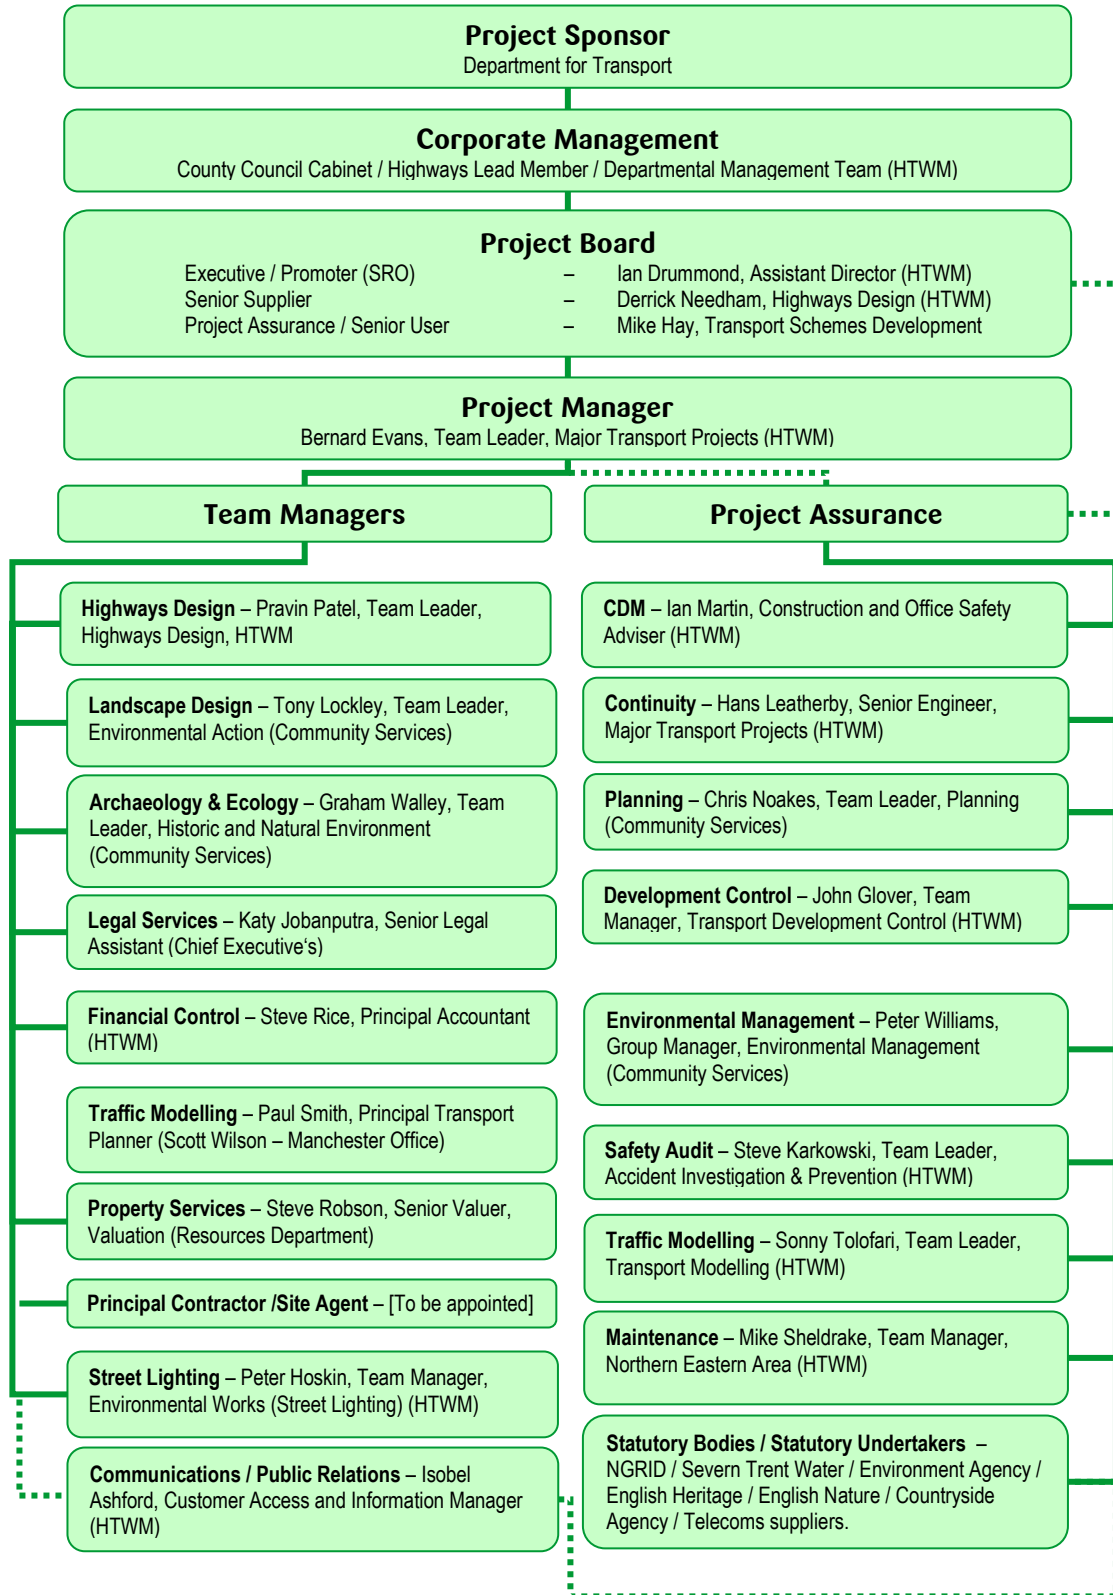 Project Sponsor
Department for Transport
Corporate Management
County Council Cabinet / Highways Lead Member / Departmental Management Team (HTWM)
Project Board
Executive / Promoter (SRO) – Ian Drummond, Assistant Director (HTWM)
Senior Supplier – Derrick Needham, Highways Design (HTWM)
Project Assurance / Senior User – Mike Hay, Transport Schemes Development
Project Manager
Bernard Evans, Team Leader, Major Transport Projects (HTWM)
Team Managers
Highways Design – Pravin Patel, Team Leader,
Highways Design, HTWM
Landscape Design – Tony Lockley, Team Leader,
Environmental Action (Community Services)
Archaeology & Ecology – Graham Walley, Team
Leader, Historic and Natural Environment
(Community Services)
Legal Services – Katy Jobanputra, Senior Legal
Assistant (Chief Executive‘s)
Financial Control – Steve Rice, Principal Accountant
(HTWM)
Traffic Modelling – Paul Smith, Principal Transport
Planner (Scott Wilson – Manchester Office)
Property Services – Steve Robson, Senior Valuer,
Valuation (Resources Department)
Principal Contractor /Site Agent – [To be appointed]
Street Lighting – Peter Hoskin, Team Manager,
Environmental Works (Street Lighting) (HTWM)
Communications / Public Relations – Isobel
Ashford, Customer Access and Information Manager
(HTWM)
Project Assurance
CDM – Ian Martin, Construction and Office Safety
Adviser (HTWM)
Continuity – Hans Leatherby, Senior Engineer,
Major Transport Projects (HTWM)
Planning – Chris Noakes, Team Leader, Planning
(Community Services)
Development Control – John Glover, Team
Manager, Transport Development Control (HTWM)
Environmental Management – Peter Williams,
Group Manager, Environmental Management
(Community Services)
Safety Audit – Steve Karkowski, Team Leader,
Accident Investigation & Prevention (HTWM)
Traffic Modelling – Sonny Tolofari, Team Leader,
Transport Modelling (HTWM)
Maintenance – Mike Sheldrake, Team Manager,
Northern Eastern Area (HTWM)
Statutory Bodies / Statutory Undertakers –
NGRID / Severn Trent Water / Environment Agency /
English Heritage / English Nature / Countryside
Agency / Telecoms suppliers.